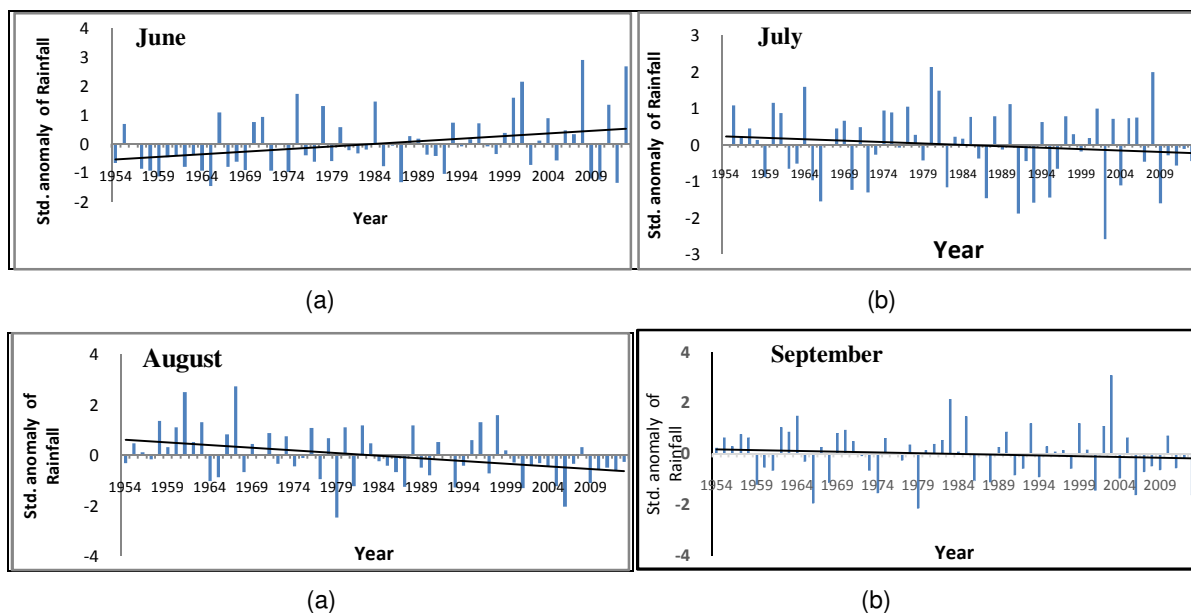 June
Std. anomaly of Rainfall
4
3
2
1
0
-1
-2
1954 1959 1964 1969 1974 1979 1984 1989 1994 1999 2004 2009
Year
(a)
July
Std. anomaly of Rainfall
3
2
1
0
-1
-2
-3
1954 1959 1964 1969 1974 1979 1984 1989 1994 1999 2004 2009
Year
(b)
August
Std. anomaly of
Rainfall
4
2
0
-2
-4
1954 1959 1964 1969 1974 1979 1984 1989 1994 1999 2004 2009
Year
(a)
September
Std. anomaly of
Rainfall
4
2
0
-2
-4
1954 1959 1964 1969 1974 1979 1984 1989 1994 1999 2004 2009
Year
(b)